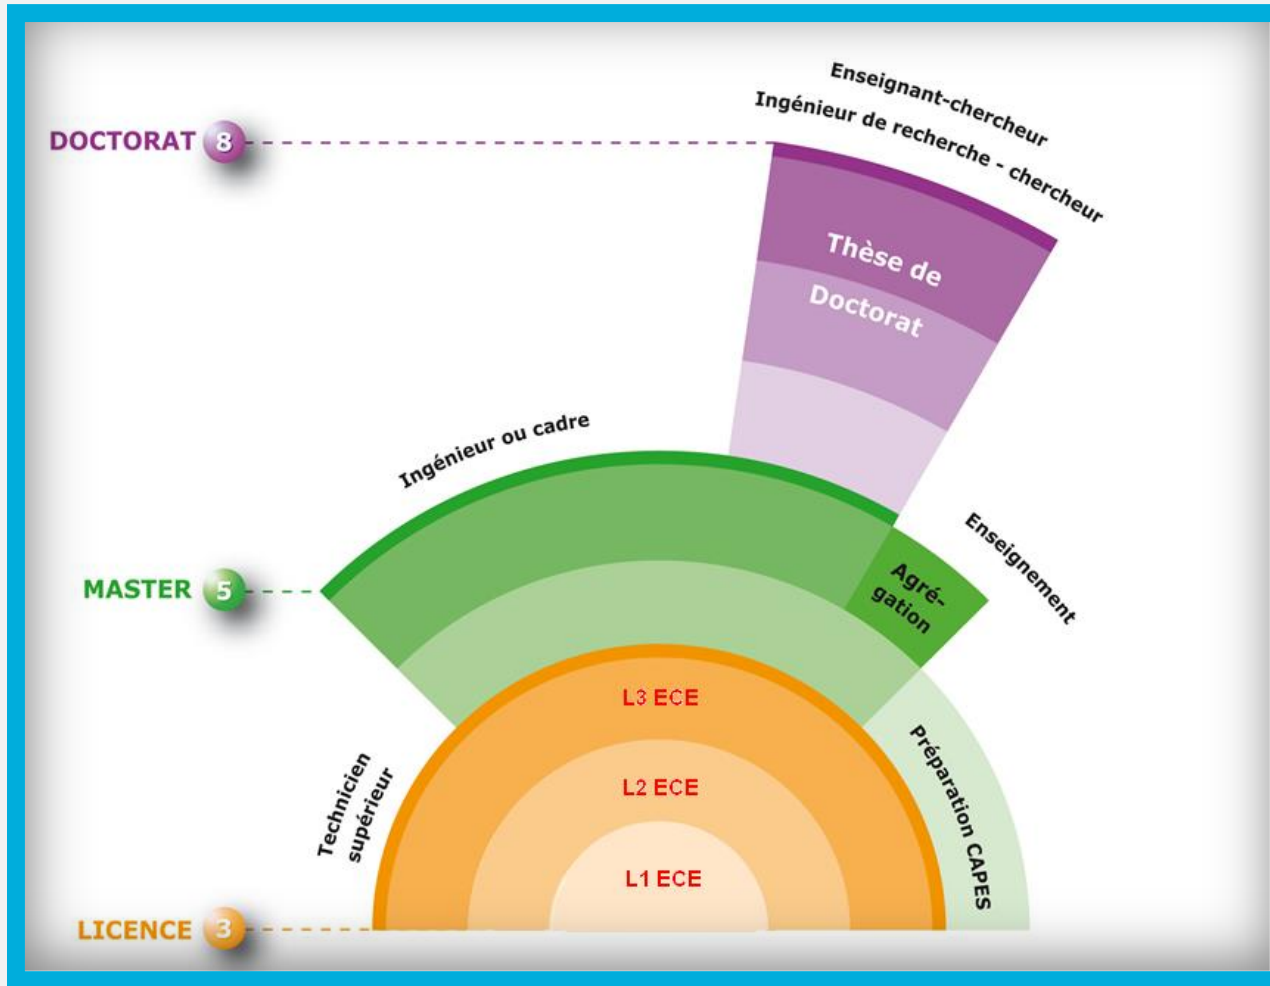 Enseignant-chercheur
Ingénieur de recherche - chercheur
DOCTORAT 8
Thèse de
Doctorat
Ingénieur ou cadre
Enseignement
MASTER 5
Agré-
gation
L3 ECE
Technicien
supérieur
Préparation CAPES
L2 ECE
L1 ECE
LICENCE 3